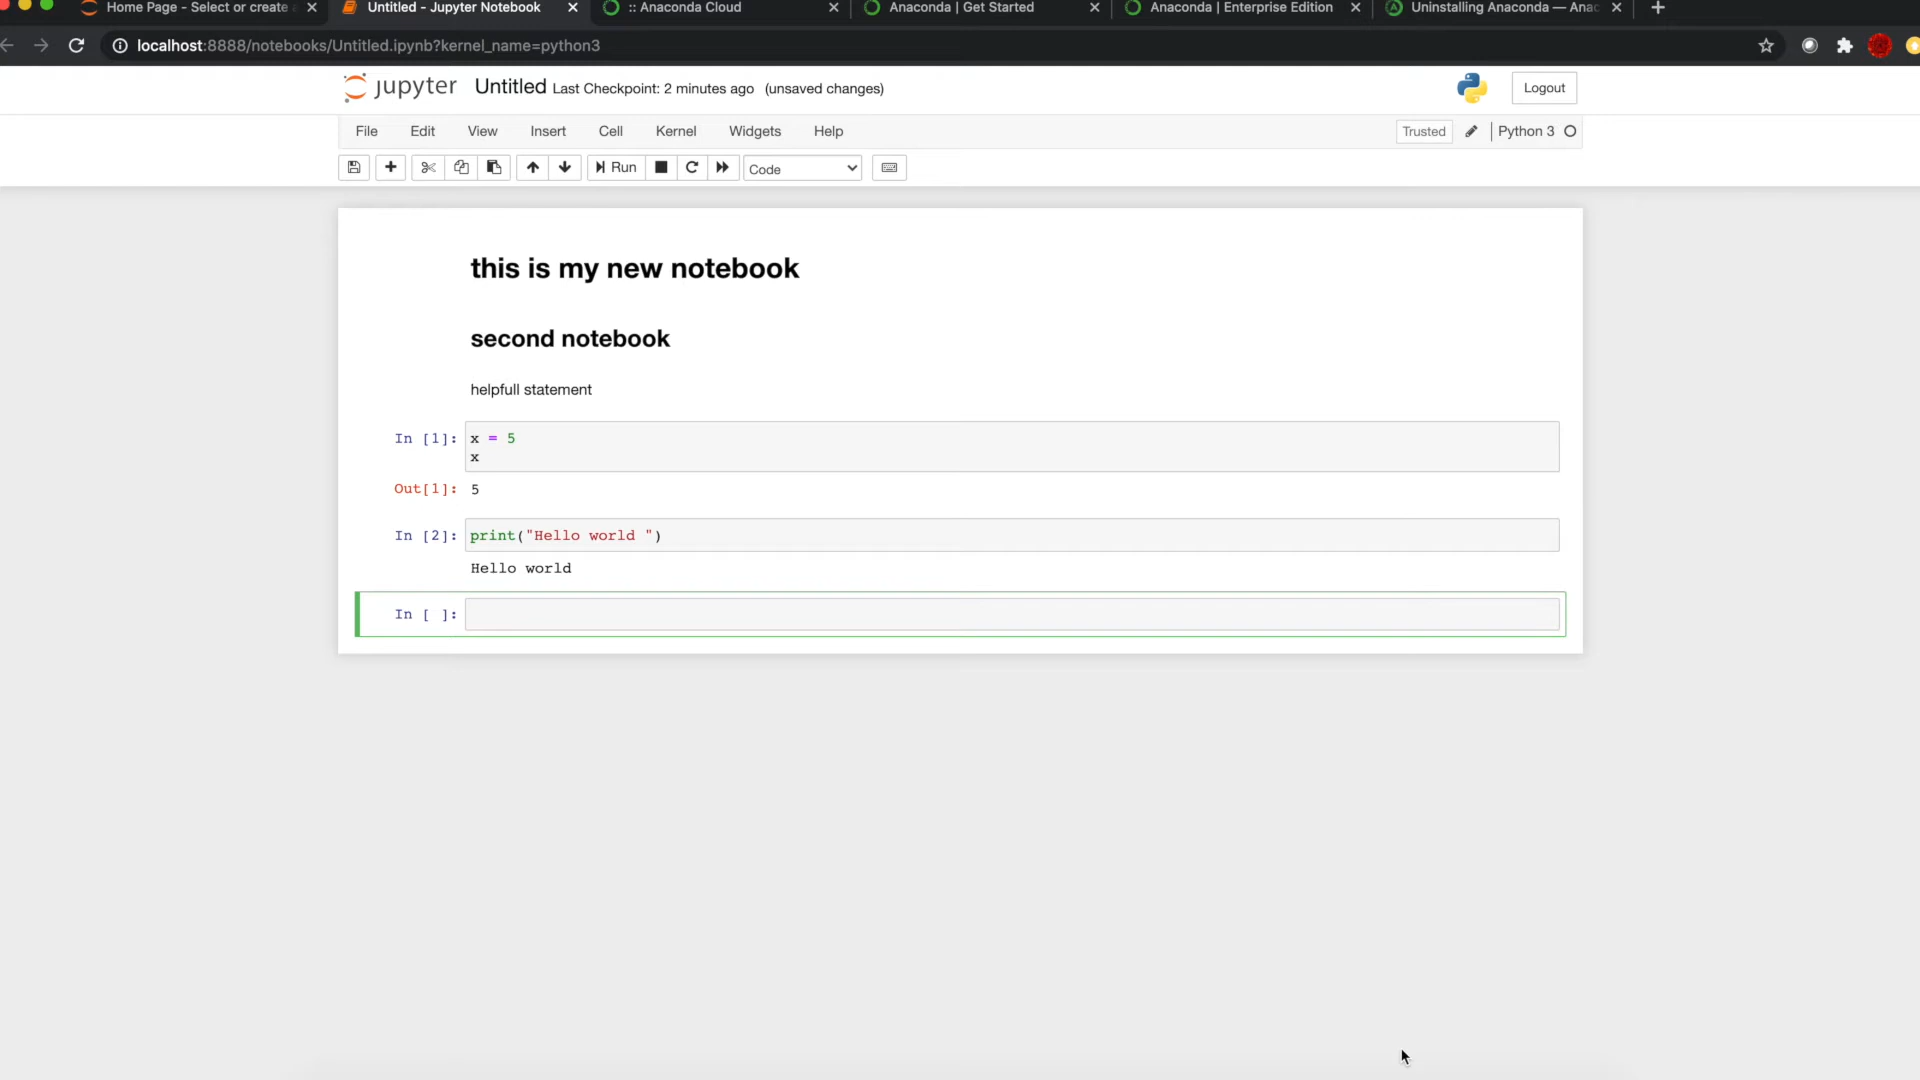 Home Page - Select or create
Untitled - Jupyter Notebook
:: Anaconda Cloud
Anaconda | Get Started
Anaconda | Enterprise Edition
Uninstalling Anaconda — Anac
localhost:8888/notebooks/Untitled.ipynb?kernel_name=python3
jupyter Untitled Last Checkpoint: 2 minutes ago (unsaved changes)
Logout
File Edit View Insert Cell Kernel Widgets Help
Trusted
Python 3
Run
Code
this is my new notebook
second notebook
helpfull statement
In [1]: x = 5
x
Out[1]: 5
In [2]: print("Hello world ")
Hello world
In [ ]: